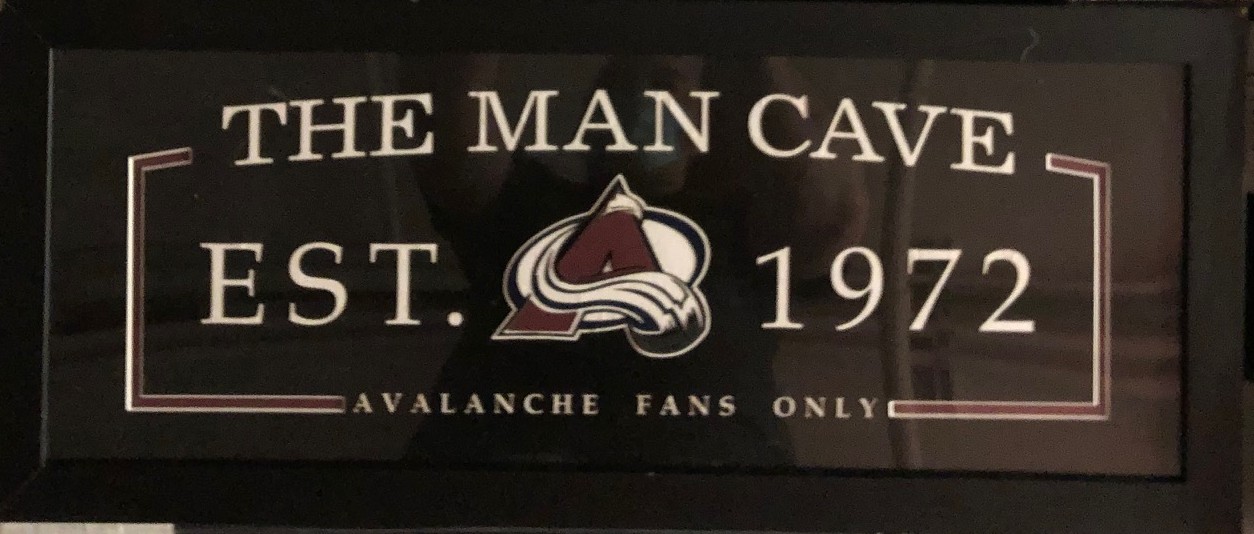 THE MAN CAVE
EST. 1972
AVALANCHE FANS ONLY